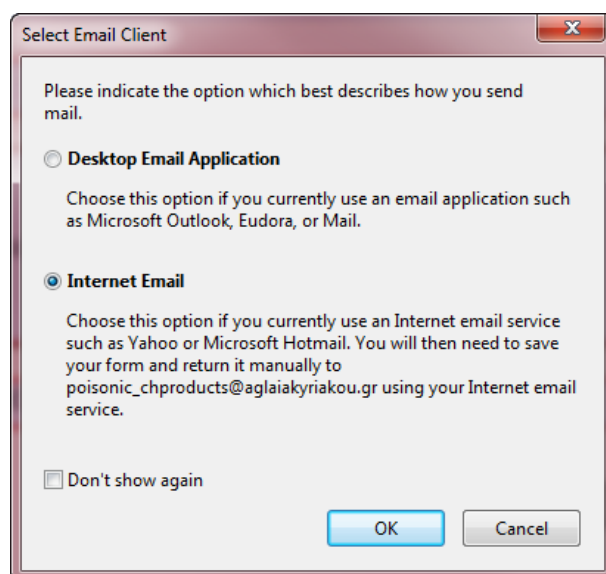 Select Email Client
Please indicate the option which best describes how you send
mail.
Desktop Email Application
Choose this option if you currently use an email application such
as Microsoft Outlook, Eudora, or Mail.
Internet Email
Choose this option if you currently use an Internet email service
such as Yahoo or Microsoft Hotmail. You will then need to save
your form and return it manually to
poisonic_chproducts@aglaiakyriakou.gr using your Internet email
service.
Don't show again
OK
Cancel